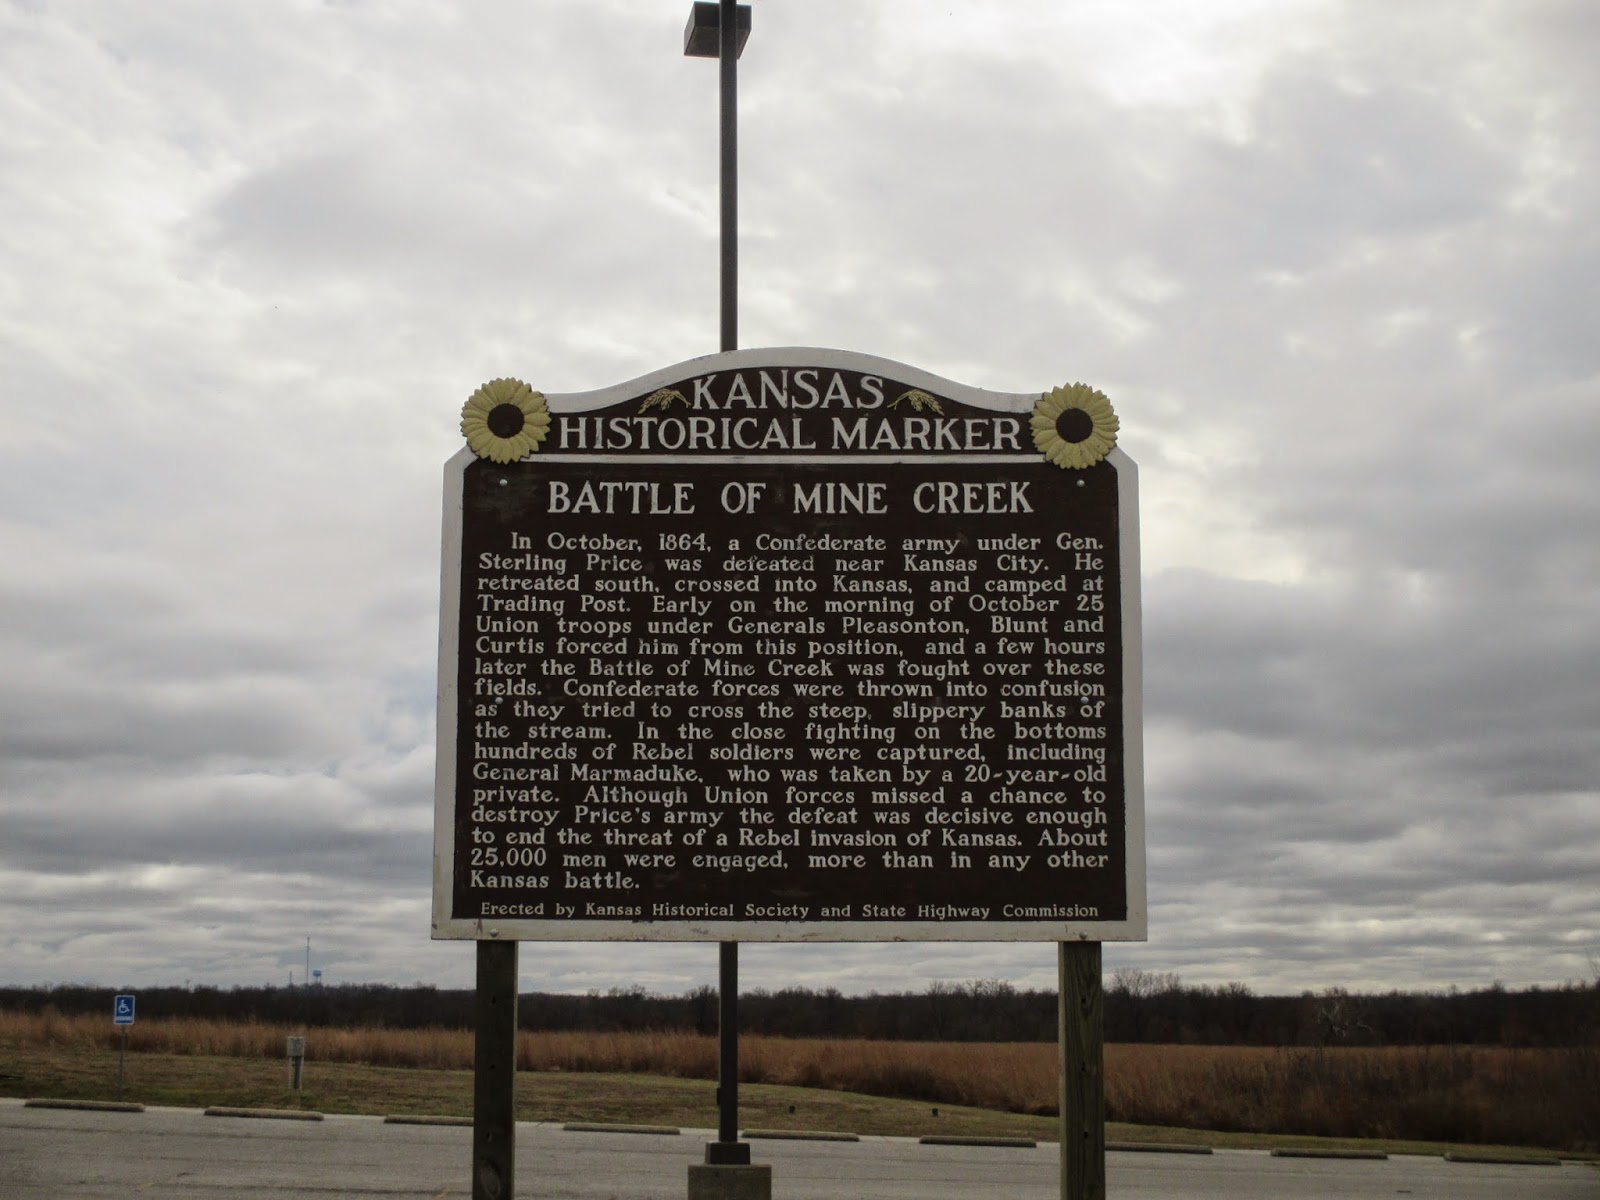 KANSAS
HISTORICAL MARKER
BATTLE OF MINE CREEK
In October, 1864, a Confederate army under Gen.
Sterling Price was defeated near Kansas City. He
retreated south, crossed into Kansas, and camped at
Trading Post. Early on the morning of October 25
Union troops under Generals Pleasonton, Blunt and
Curtis forced him from this position, and a few hours
later the Battle of Mine Creek was fought over these
fields. Confederate forces were thrown into confusion
as they tried to cross the steep, slippery banks of
the stream. In the close fighting on the bottoms
hundreds of Rebel soldiers were captured, including
General Marmaduke, who was taken by a 20-year-old
private. Although Union forces missed a chance to
destroy Price's army the defeat was decisive enough
to end the threat of a Rebel invasion of Kansas. About
25,000 men were engaged, more than in any other
Kansas battle.
Erected by Kansas Historical Society and State Highway Commission